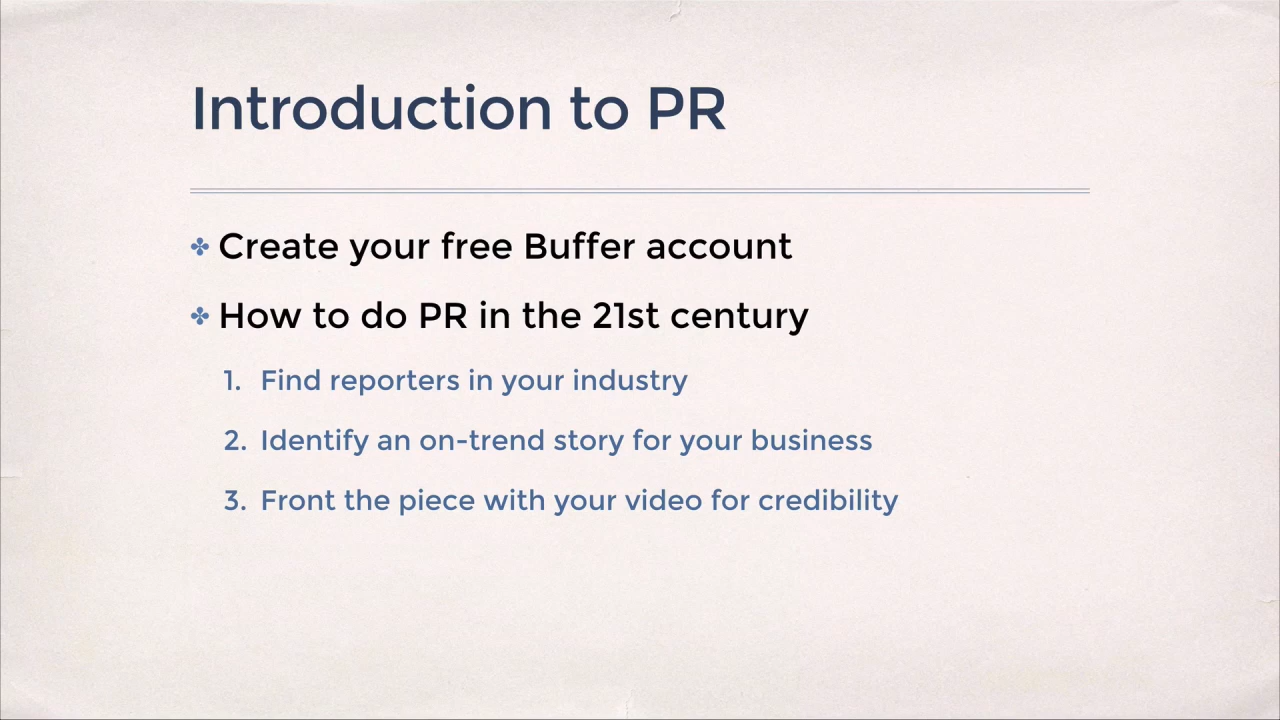 Introduction to PR
Create your free Buffer account
How to do PR in the 21st century
1. Find reporters in your industry
2. Identify an on-trend story for your business
3. Front the piece with your video for credibility